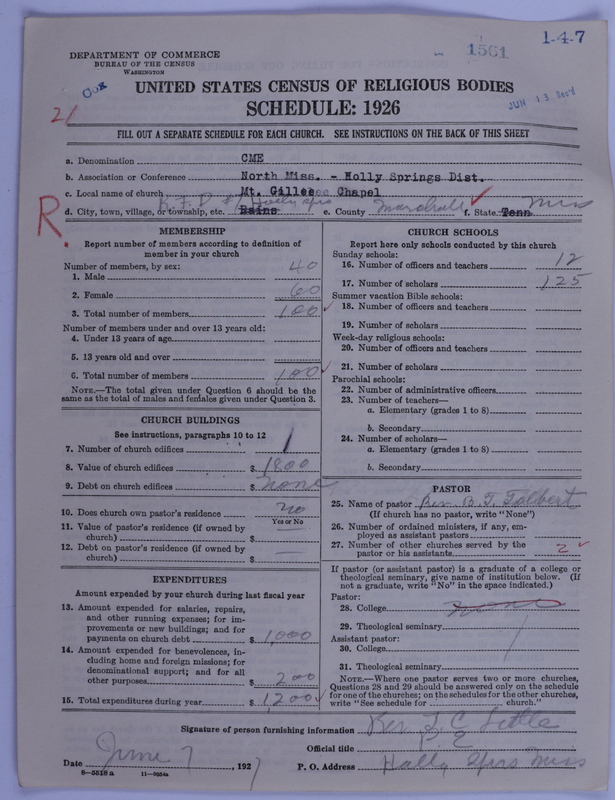 DEPARTMENT OF COMMERCE
BUREAU OF THE CENSUS
WASHINGTON
1561
1-4-7
UNITED STATES CENSUS OF RELIGIOUS BODIES
SCHEDULE: 1926
JUN 13
FILL OUT A SEPARATE SCHEDULE FOR EACH CHURCH. SEE INSTRUCTIONS ON THE BACK OF THIS SHEET
a. Denomination CME
b. Association or Conference North Miss. - Holly Springs Dist.
c. Local name of church Mt. Gilleee Chapel
R.
d. City, town, village, or township, etc. R F D #1 Holly Sprs Bains e. County Marshall f. State Tenn Miss
MEMBERSHIP
Report number of members according to definition of
member in your church
Number of members, by sex:
1. Male 40
2. Female 60
3. Total number of members 100
Number of members under and over 13 years old:
4. Under 13 years of age
5. 13 years old and over
6. Total number of members 100
NOTE.—The total given under Question 6 should be the
same as the total of males and females given under Question 3.
CHURCH BUILDINGS
See instructions, paragraphs 10 to 12
7. Number of church edifices 1
8. Value of church edifices $ 1800
9. Debt on church edifices $ none
10. Does church own pastor's residence no
Yes or No
11. Value of pastor's residence (if owned by
church) $
12. Debt on pastor's residence (if owned by
church) $
EXPENDITURES
Amount expended by your church during last fiscal year
13. Amount expended for salaries, repairs,
and other running expenses; for im-
provements or new buildings; and for
payments on church debt $ 1,000
14. Amount expended for benevolences, in-
cluding home and foreign missions; for
denominational support; and for all
other purposes $ 200
15. Total expenditures during year $ 1200
CHURCH SCHOOLS
Report here only schools conducted by this church
Sunday schools:
16. Number of officers and teachers 12
17. Number of scholars 125
Summer vacation Bible schools:
18. Number of officers and teachers
19. Number of scholars
Week-day religious schools:
20. Number of officers and teachers
21. Number of scholars
Parochial schools:
22. Number of administrative officers
23. Number of teachers—
a. Elementary (grades 1 to 8)
b. Secondary
24. Number of scholars—
a. Elementary (grades 1 to 8)
b. Secondary
PASTOR
25. Name of pastor Rev. B. T. Tolbert
(If church has no pastor, write "None")
26. Number of ordained ministers, if any, em-
ployed as assistant pastors
27. Number of other churches served by the
pastor or his assistants 2
If pastor (or assistant pastor) is a graduate of a college or
theological seminary, give name of institution below. (If
not a graduate, write "No" in the space indicated.)
Pastor:
28. College none
29. Theological seminary
Assistant pastor:
30. College
31. Theological seminary
NOTE.—Where one pastor serves two or more churches,
Questions 28 and 29 should be answered only on the schedule
for one of the churches; on the schedules for the other churches,
write "See schedule for church."
Signature of person furnishing information Rev. L C Little
Official title P. E
Date June 7, 1927 P. O. Address Holly Sprs Miss
8—5518a 11—9054a